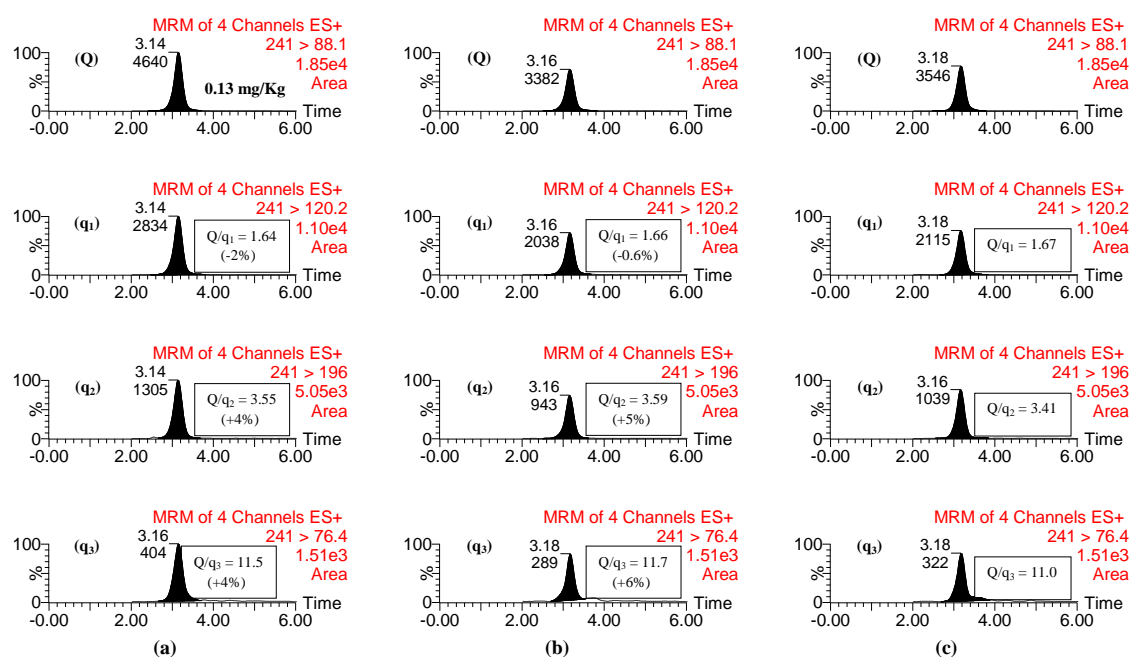 MRM of 4 Channels ES+
241 > 88.1
1.85e4
Area
(Q)
3.14
4640
0.13 mg/Kg
100
%
0
Time
-0.00 2.00 4.00 6.00
MRM of 4 Channels ES+
241 > 88.1
1.85e4
Area
(Q)
3.16
3382
100
%
0
Time
-0.00 2.00 4.00 6.00
MRM of 4 Channels ES+
241 > 88.1
1.85e4
Area
(Q)
3.18
3546
100
%
0
Time
-0.00 2.00 4.00 6.00
MRM of 4 Channels ES+
241 > 120.2
1.10e4
Area
(q1)
3.14
2834
Q/q1 = 1.64
(-2%)
100
%
0
Time
-0.00 2.00 4.00 6.00
MRM of 4 Channels ES+
241 > 120.2
1.10e4
Area
(q1)
3.16
2038
Q/q1 = 1.66
(-0.6%)
100
%
0
Time
-0.00 2.00 4.00 6.00
MRM of 4 Channels ES+
241 > 120.2
1.10e4
Area
(q1)
3.18
2115
Q/q1 = 1.67
100
%
0
Time
-0.00 2.00 4.00 6.00
MRM of 4 Channels ES+
241 > 196
5.05e3
Area
(q2)
3.14
1305
Q/q2 = 3.55
(+4%)
100
%
0
Time
-0.00 2.00 4.00 6.00
MRM of 4 Channels ES+
241 > 196
5.05e3
Area
(q2)
3.16
943
Q/q2 = 3.59
(+5%)
100
%
0
Time
-0.00 2.00 4.00 6.00
MRM of 4 Channels ES+
241 > 196
5.05e3
Area
(q2)
3.16
1039
Q/q2 = 3.41
100
%
0
Time
-0.00 2.00 4.00 6.00
MRM of 4 Channels ES+
241 > 76.4
1.51e3
Area
(q3)
3.16
404
Q/q3 = 11.5
(+4%)
100
%
0
Time
-0.00 2.00 4.00 6.00
MRM of 4 Channels ES+
241 > 76.4
1.51e3
Area
(q3)
3.18
289
Q/q3 = 11.7
(+6%)
100
%
0
Time
-0.00 2.00 4.00 6.00
MRM of 4 Channels ES+
241 > 76.4
1.51e3
Area
(q3)
3.18
322
Q/q3 = 11.0
100
%
0
Time
-0.00 2.00 4.00 6.00
(a) (b) (c)